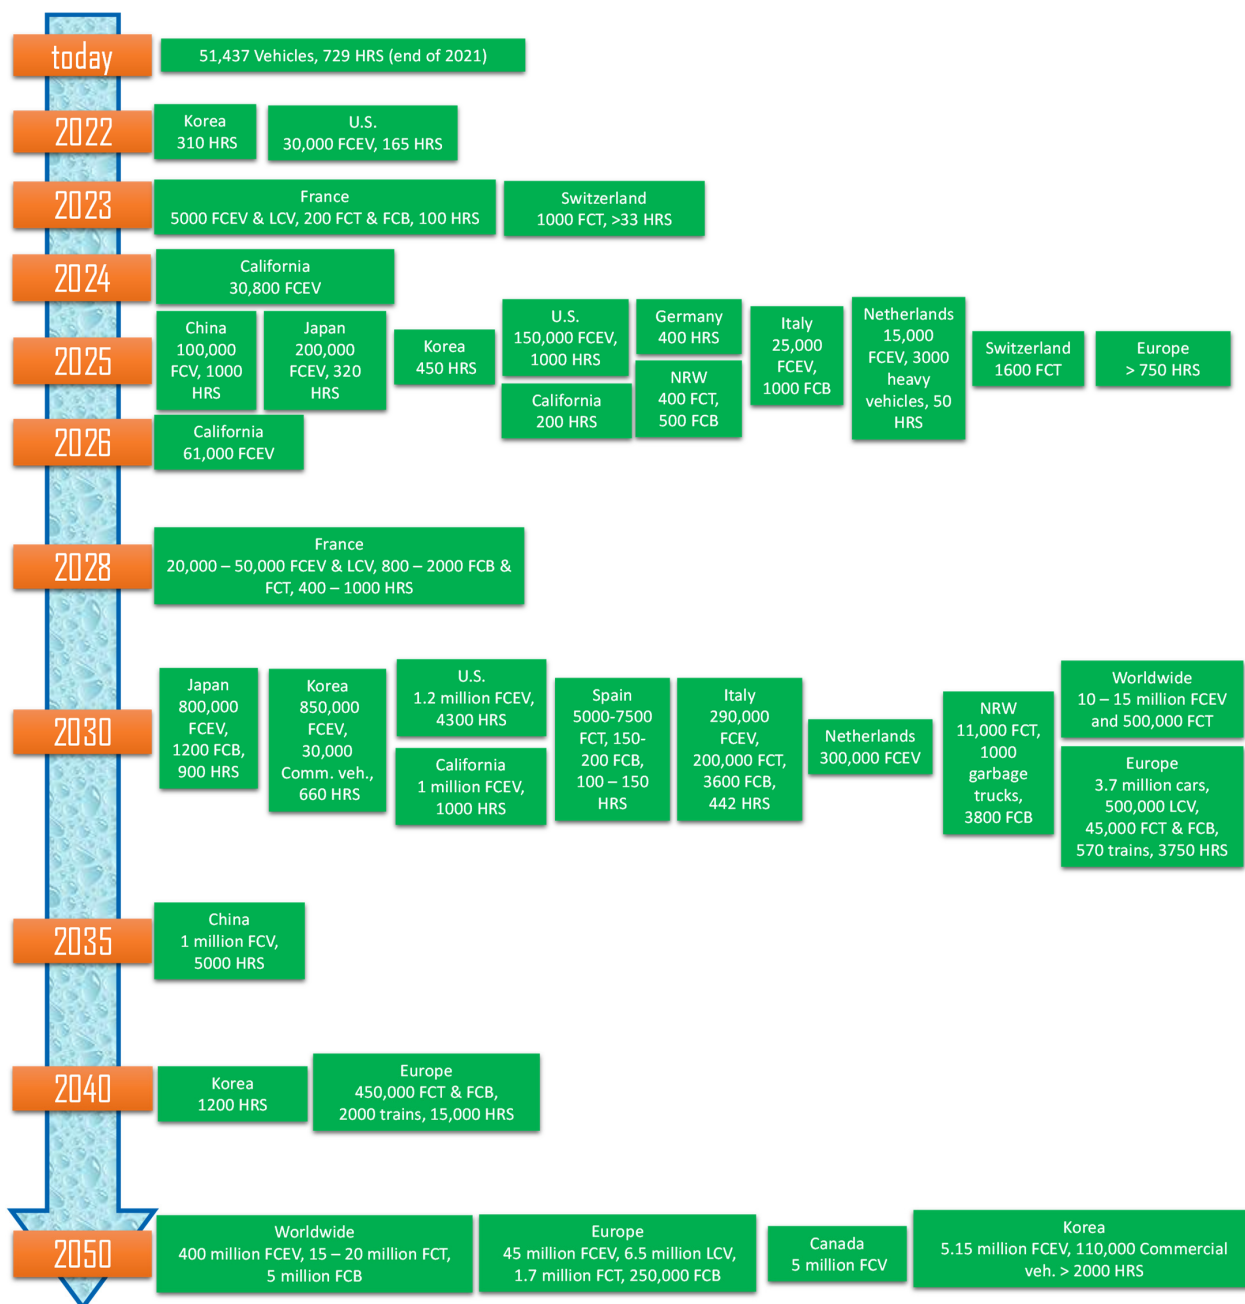 today
51,437 Vehicles, 729 HRS (end of 2021)
2022
Korea
310 HRS
U.S.
30,000 FCEV, 165 HRS
2023
France
5000 FCEV & LCV, 200 FCT & FCB, 100 HRS
Switzerland
1000 FCT, >33 HRS
2024
California
30,800 FCEV
2025
China
100,000
FCV, 1000
HRS
Japan
200,000
FCEV, 320
HRS
Korea
450 HRS
U.S.
150,000 FCEV,
1000 HRS
California
200 HRS
Germany
400 HRS
NRW
400 FCT,
500 FCB
Italy
25,000
FCEV,
1000 FCB
Netherlands
15,000
FCEV, 3000
heavy
vehicles, 50
HRS
Switzerland
1600 FCT
Europe
> 750 HRS
2026
California
61,000 FCEV
2028
France
20,000 – 50,000 FCEV & LCV, 800 – 2000 FCB &
FCT, 400 – 1000 HRS
2030
Japan
800,000
FCEV,
1200 FCB,
900 HRS
Korea
850,000
FCEV,
30,000
Comm. veh.,
660 HRS
U.S.
1.2 million FCEV,
4300 HRS
California
1 million FCEV,
1000 HRS
Spain
5000-7500
FCT, 150-
200 FCB,
100 – 150
HRS
Italy
290,000
FCEV,
200,000 FCT,
3600 FCB,
442 HRS
Netherlands
300,000 FCEV
NRW
11,000 FCT,
1000
garbage
trucks,
3800 FCB
Worldwide
10 – 15 million FCEV
and 500,000 FCT
Europe
3.7 million cars,
500,000 LCV,
45,000 FCT & FCB,
570 trains, 3750 HRS
2035
China
1 million FCV,
5000 HRS
2040
Korea
1200 HRS
Europe
450,000 FCT & FCB,
2000 trains, 15,000 HRS
2050
Worldwide
400 million FCEV, 15 – 20 million FCT,
5 million FCB
Europe
45 million FCEV, 6.5 million LCV,
1.7 million FCT, 250,000 FCB
Canada
5 million FCV
Korea
5.15 million FCEV, 110,000 Commercial
veh. > 2000 HRS